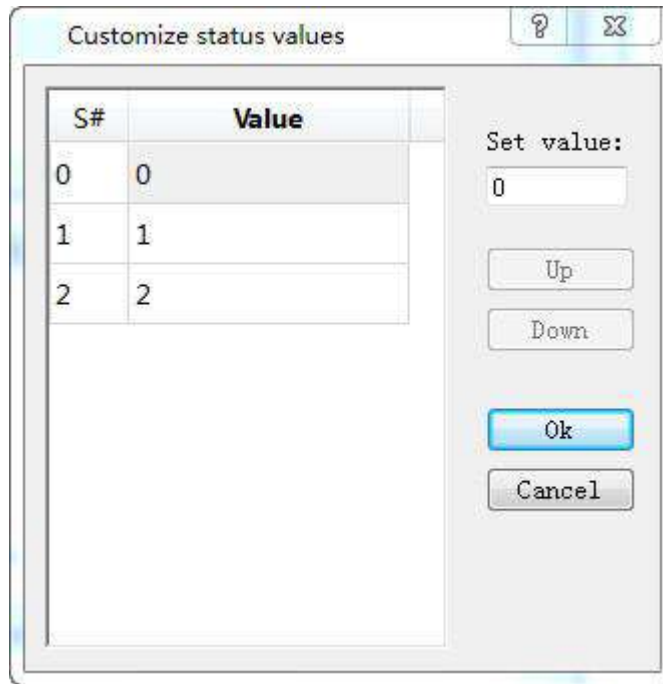 Customize status values
S# Value
0 0
1 1
2 2
Set value:
0
Up
Down
Ok
Cancel